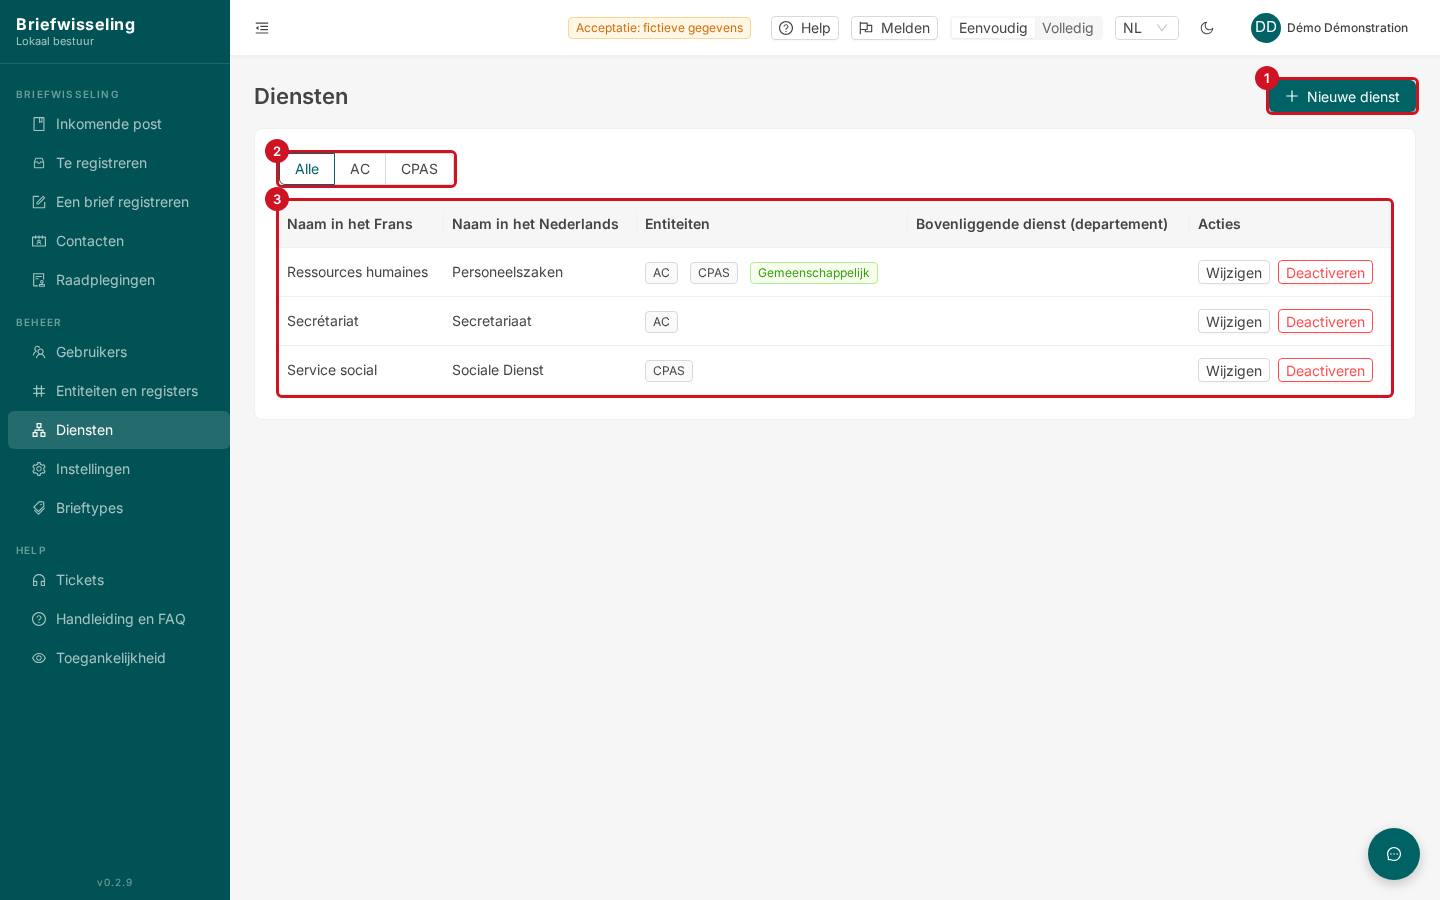 Briefwisseling
Lokaal bestuur
BRIEFWISSELING
Inkomende post
Te registreren
Een brief registreren
Contacten
Raadplegingen
BEHEER
Gebruikers
Entiteiten en registers
Diensten
Instellingen
Brieftypes
HELP
Tickets
Handleiding en FAQ
Toegankelijkheid
v0.2.9
Acceptatie: fictieve gegevens
Help
Melden
Eenvoudig Volledig
NL
DD Démo Démonstration
Diensten
1
+ Nieuwe dienst
2
Alle AC CPAS
3
Naam in het Frans Naam in het Nederlands Entiteiten Bovenliggende dienst (departement) Acties
Ressources humaines Personeelszaken AC CPAS Gemeenschappelijk Wijzigen Deactiveren
Secrétariat Secretariaat AC Wijzigen Deactiveren
Service social Sociale Dienst CPAS Wijzigen Deactiveren